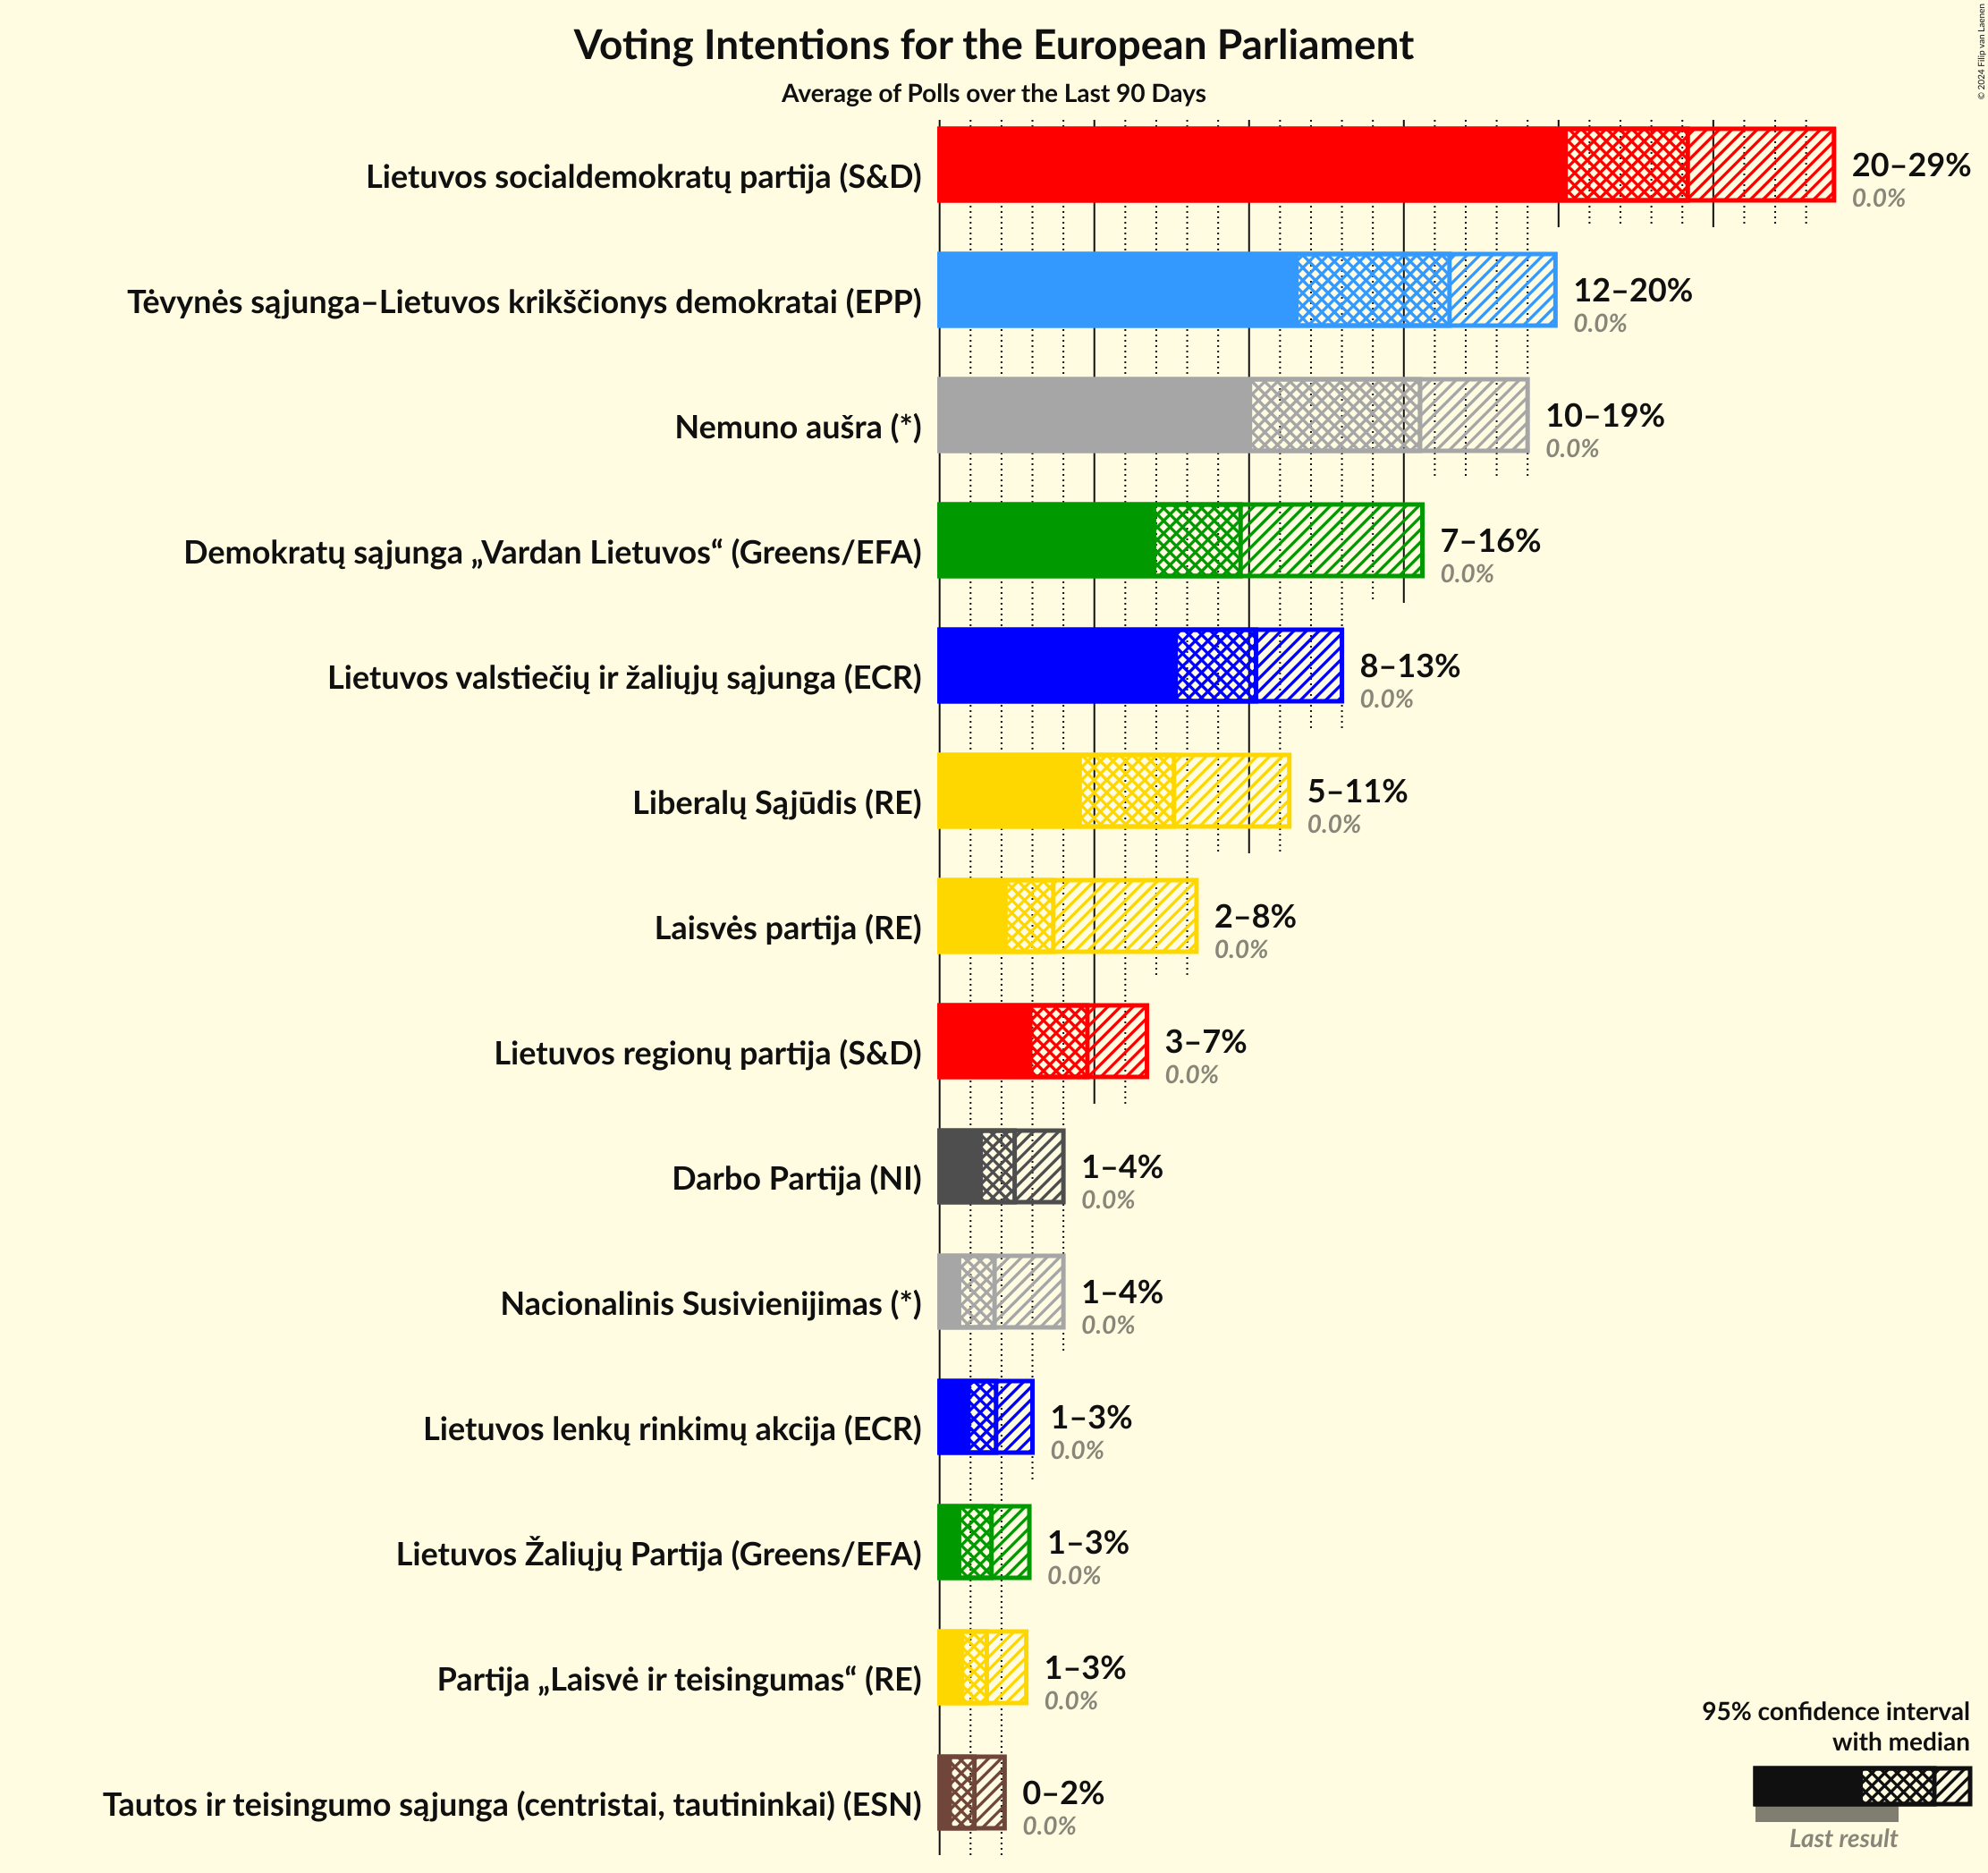 Voting Intentions for the European Parliament
Average of Polls over the Last 90 Days
© 2024 Filip van Laenen
Lietuvos socialdemokratų partija (S&D)
20–29%
0.0%
Tėvynės sąjunga–Lietuvos krikščionys demokratai (EPP)
12–20%
0.0%
Nemuno aušra (*)
10–19%
0.0%
Demokratų sąjunga „Vardan Lietuvos“ (Greens/EFA)
7–16%
0.0%
Lietuvos valstiečių ir žaliųjų sąjunga (ECR)
8–13%
0.0%
Liberalų Sąjūdis (RE)
5–11%
0.0%
Laisvės partija (RE)
2–8%
0.0%
Lietuvos regionų partija (S&D)
3–7%
0.0%
Darbo Partija (NI)
1–4%
0.0%
Nacionalinis Susivienijimas (*)
1–4%
0.0%
Lietuvos lenkų rinkimų akcija (ECR)
1–3%
0.0%
Lietuvos Žaliųjų Partija (Greens/EFA)
1–3%
0.0%
Partija „Laisvė ir teisingumas“ (RE)
1–3%
0.0%
Tautos ir teisingumo sąjunga (centristai, tautininkai) (ESN)
0–2%
0.0%
95% confidence interval
with median
Last result